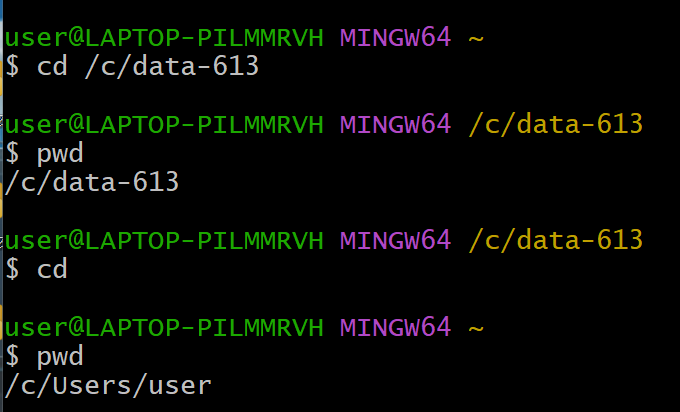 user@LAPTOP-PILMMRVH MINGW64 ~
$ cd /c/data-613
user@LAPTOP-PILMMRVH MINGW64 /c/data-613
$ pwd
/c/data-613
user@LAPTOP-PILMMRVH MINGW64 /c/data-613
$ cd
user@LAPTOP-PILMMRVH MINGW64 ~
$ pwd
/c/Users/user